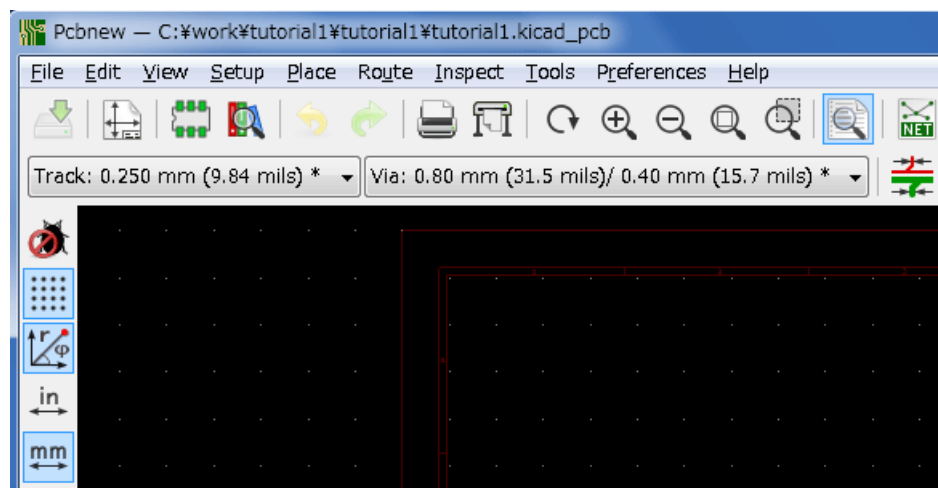 Pcbnew — C:¥work¥tutorial1¥tutorial1¥tutorial1.kicad_pcb
File Edit View Setup Place Route Inspect Tools Preferences Help
NET
Track: 0.250 mm (9.84 mils) * Via: 0.80 mm (31.5 mils)/ 0.40 mm (15.7 mils) *
r φ
in
mm